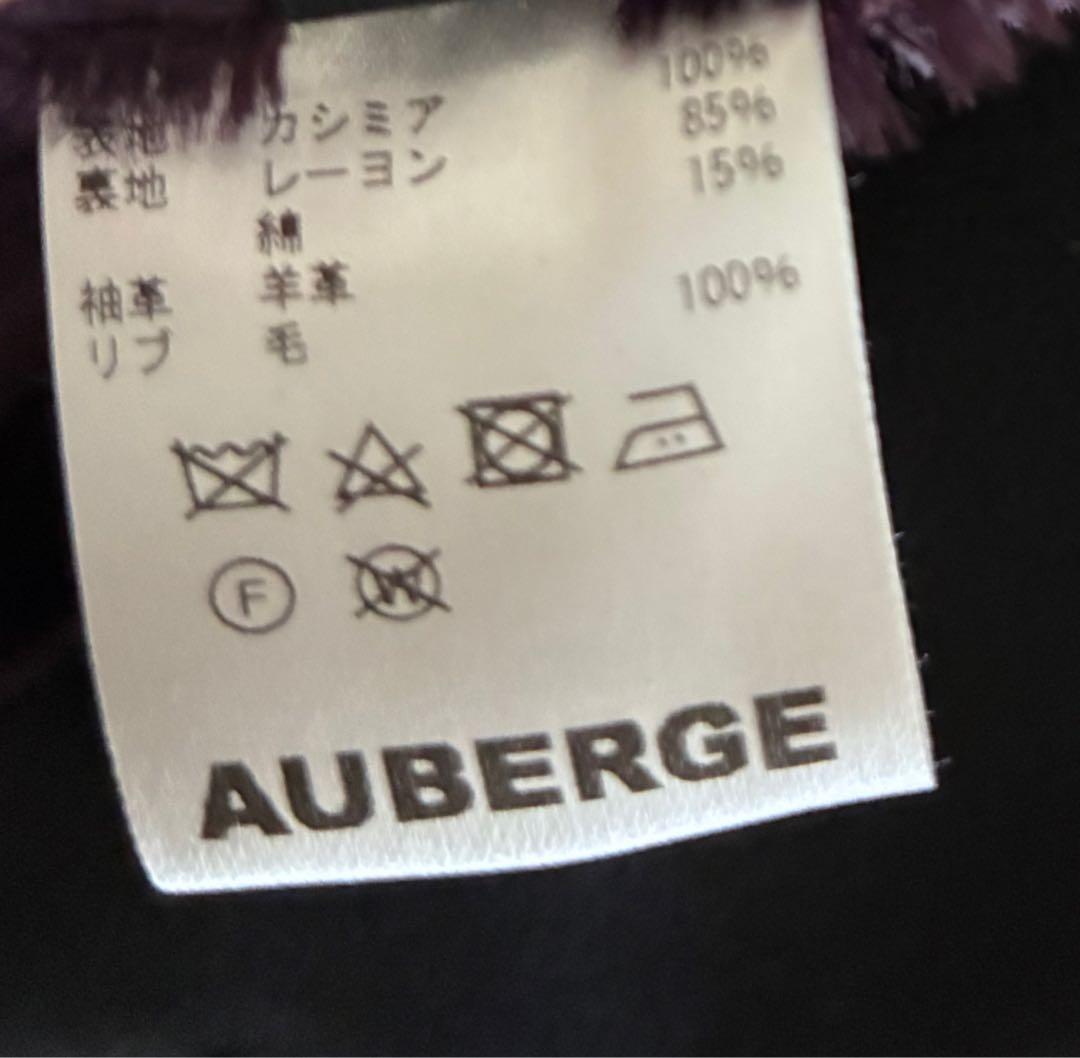 表地 カシミア 100%
裏地 レーヨン 85%
綿 15%
袖革 羊革
リブ 毛 100%
F
W
AUBERGE